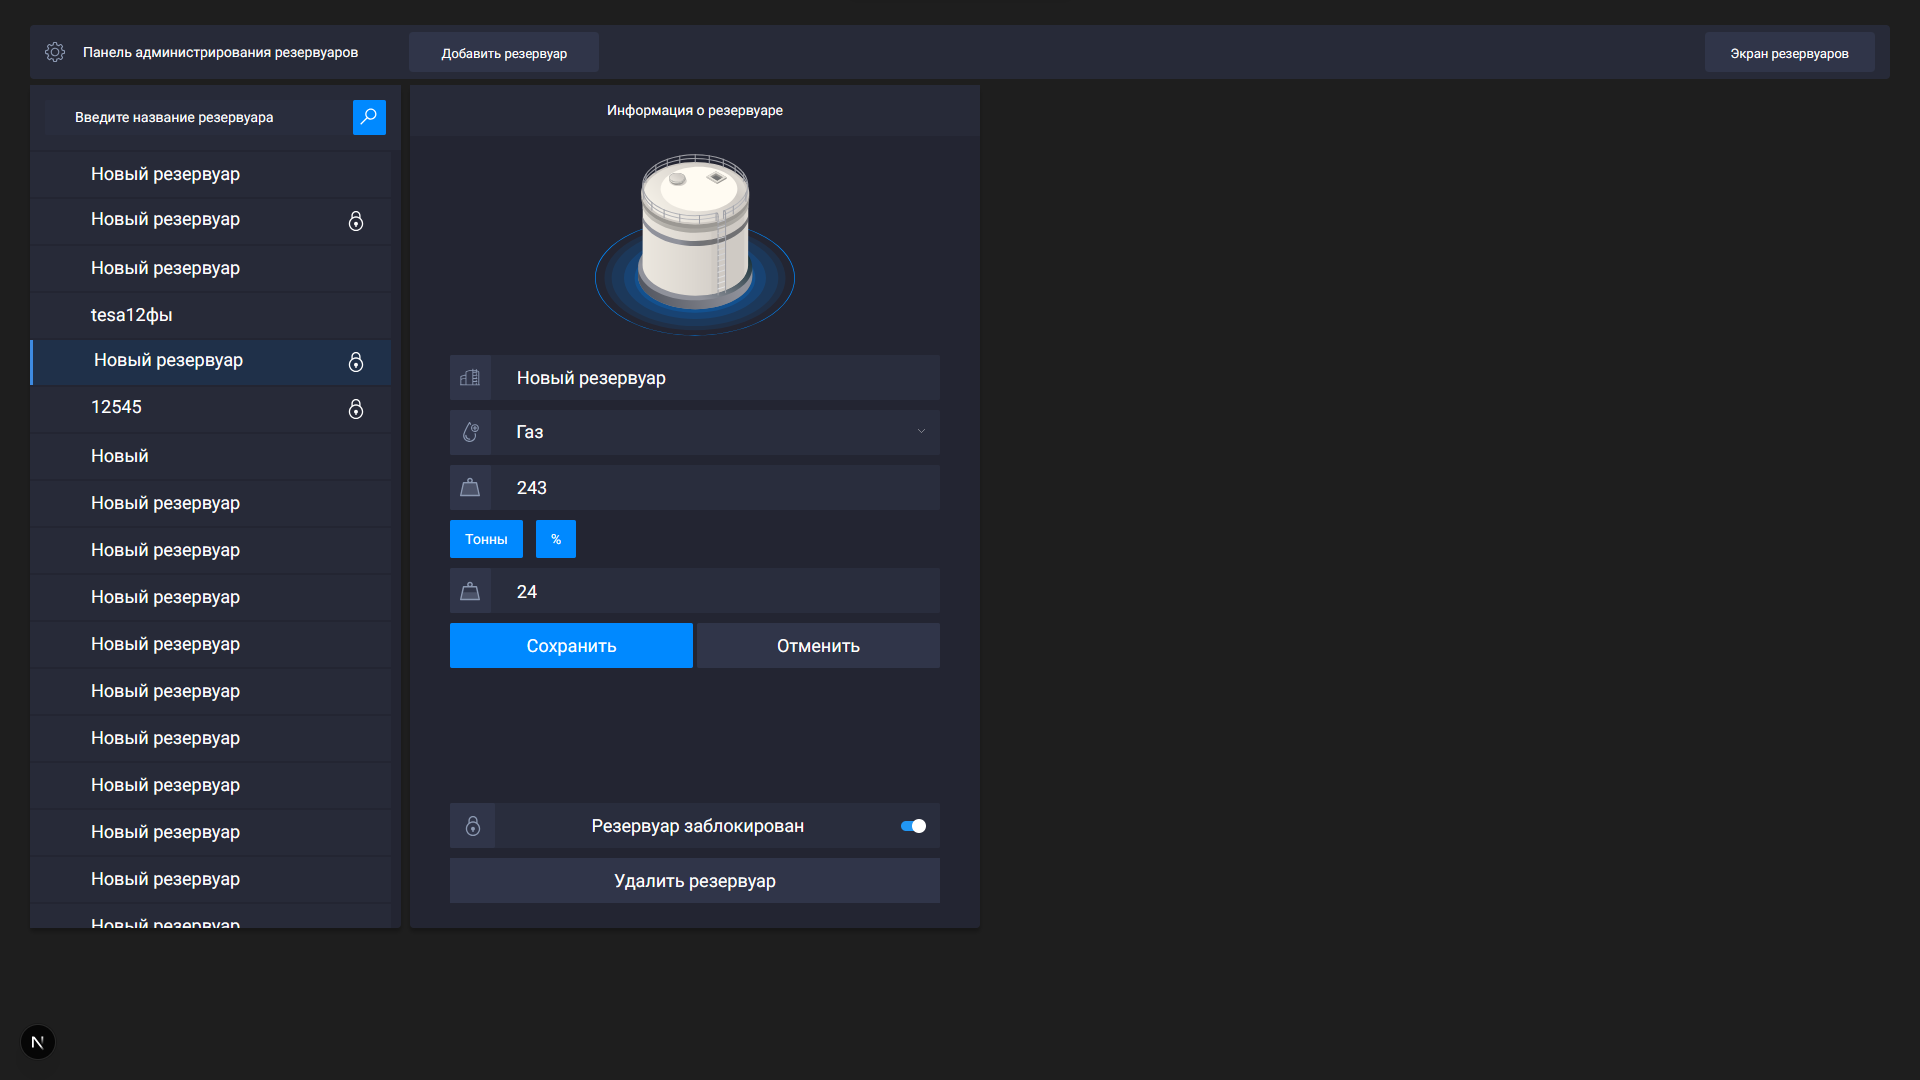 Панель администрирования резервуаров
Добавить резервуар
Экран резервуаров
Введите название резервуара
Новый резервуар
Новый резервуар
Новый резервуар
tesa12фы
Новый резервуар
12545
Новый
Новый резервуар
Новый резервуар
Новый резервуар
Новый резервуар
Новый резервуар
Новый резервуар
Новый резервуар
Новый резервуар
Новый резервуар
Новый резервуар
Информация о резервуаре
Новый резервуар
Газ
243
Тонны %
24
Сохранить Отменить
Резервуар заблокирован
Удалить резервуар
N